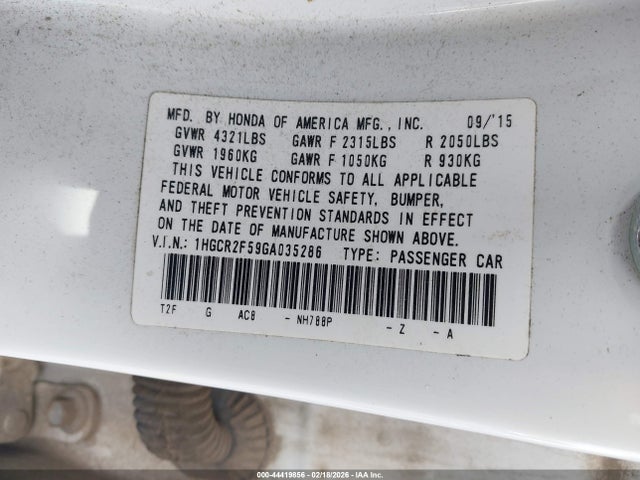 MFD. BY HONDA OF AMERICA MFG., INC. 09/'15
GVWR 4321LBS GAWR F 2315LBS R 2050LBS
GVWR 1960KG GAWR F 1050KG R 930KG
THIS VEHICLE CONFORMS TO ALL APPLICABLE
FEDERAL MOTOR VEHICLE SAFETY, BUMPER,
AND THEFT PREVENTION STANDARDS IN EFFECT
ON THE DATE OF MANUFACTURE SHOWN ABOVE.
V.I.N.: 1HGCR2F59GA035286 TYPE: PASSENGER CAR
T2F G AC8 - NH788P - Z - A
000-44419856 - 02/18/2026 - IAA Inc.